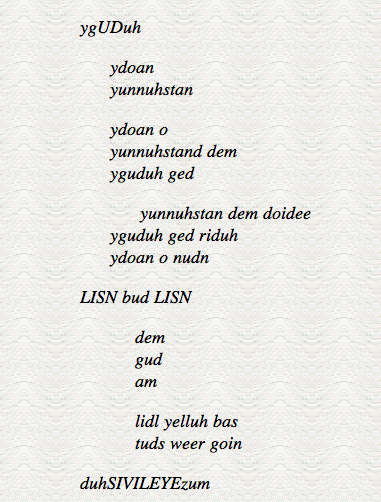 ygUDuh
ydoan
yunnuhstan
ydoan o
yunnuhstand dem
yguduh ged
yunnuhstan dem doidee
yguduh ged riduh
ydoan o nudn
LISN bud LISN
dem
gud
am
lidl yelluh bas
tuds weer goin
duhSIVILEYEzum